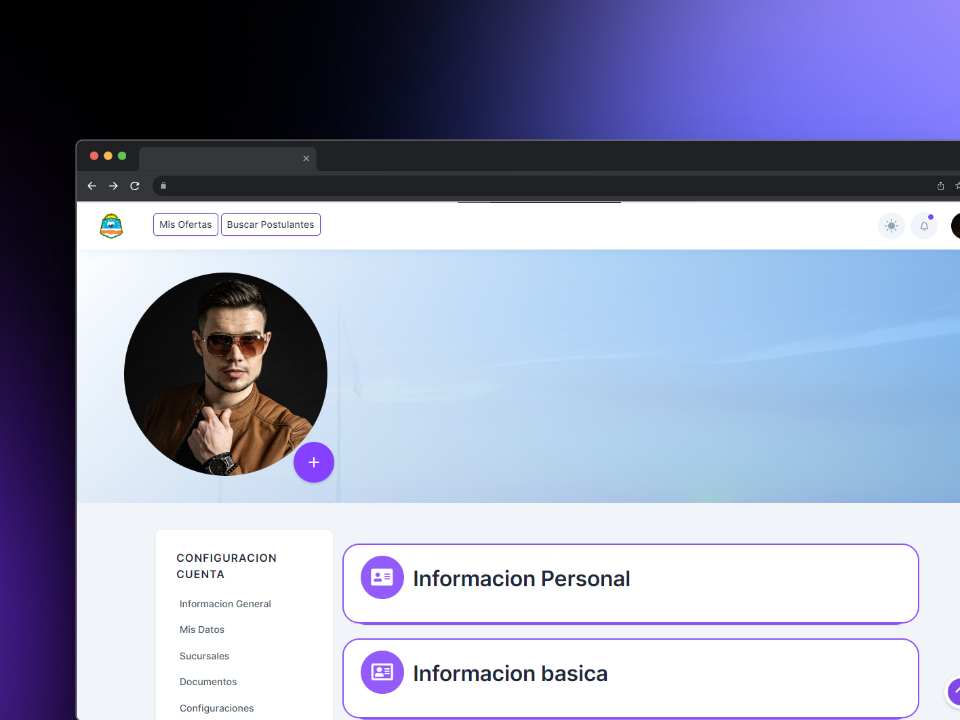 Mis Ofertas
Buscar Postulantes
CONFIGURACION
CUENTA
Informacion General
Mis Datos
Sucursales
Documentos
Configuraciones
Informacion Personal
Informacion basica